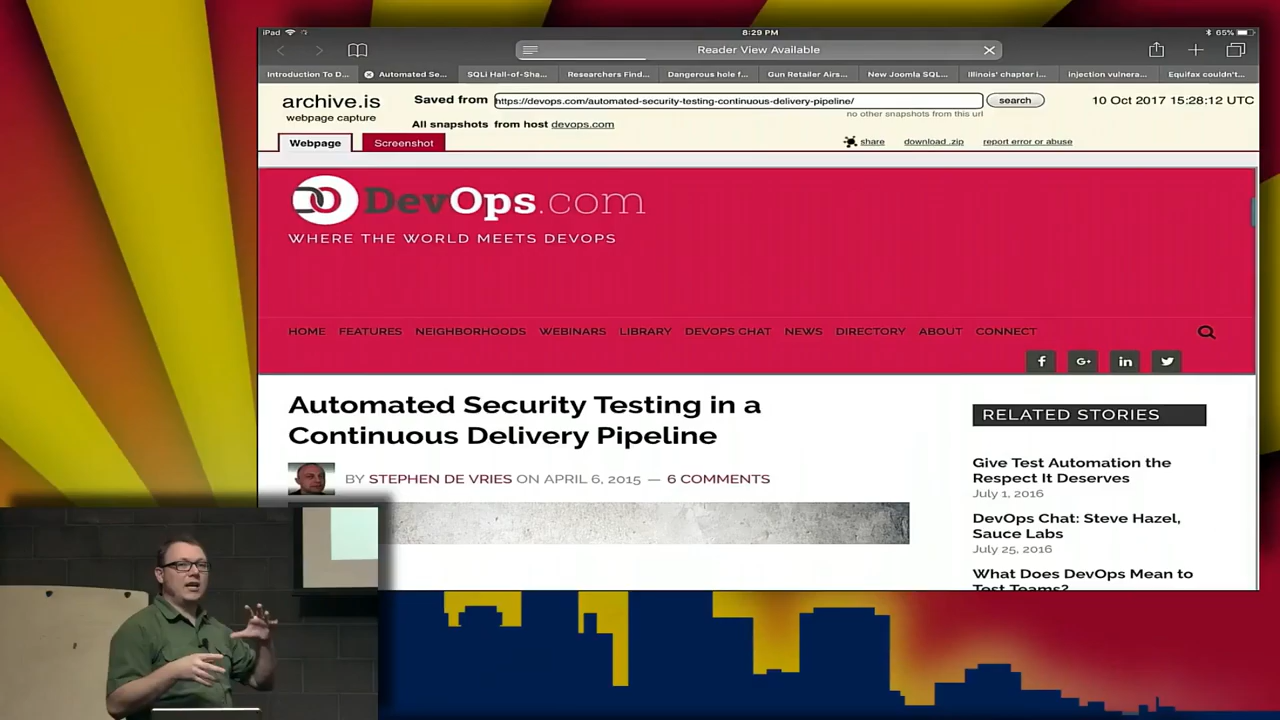 iPad
8:29 PM
65%
Reader View Available
Introduction To D...
Automated Se...
SQLi Hall-of-Sha...
Researchers Find...
Dangerous hole f...
Gun Retailer Airs...
New Joomla SQL...
Illinois' chapter i...
Injection vulnera...
Equifax couldn't...
archive.is
webpage capture
Saved from
https://devops.com/automated-security-testing-continuous-delivery-pipeline/
search
10 Oct 2017 15:28:12 UTC
no other snapshots from this url
All snapshots from host devops.com
Webpage
Screenshot
share
download .zip
report error or abuse
DevOps.com
WHERE THE WORLD MEETS DEVOPS
HOME FEATURES NEIGHBORHOODS WEBINARS LIBRARY DEVOPS CHAT NEWS DIRECTORY ABOUT CONNECT
Automated Security Testing in a
Continuous Delivery Pipeline
BY STEPHEN DE VRIES ON APRIL 6, 2015 — 6 COMMENTS
RELATED STORIES
Give Test Automation the
Respect It Deserves
July 1, 2016
DevOps Chat: Steve Hazel,
Sauce Labs
July 25, 2016
What Does DevOps Mean to
Test Teams?